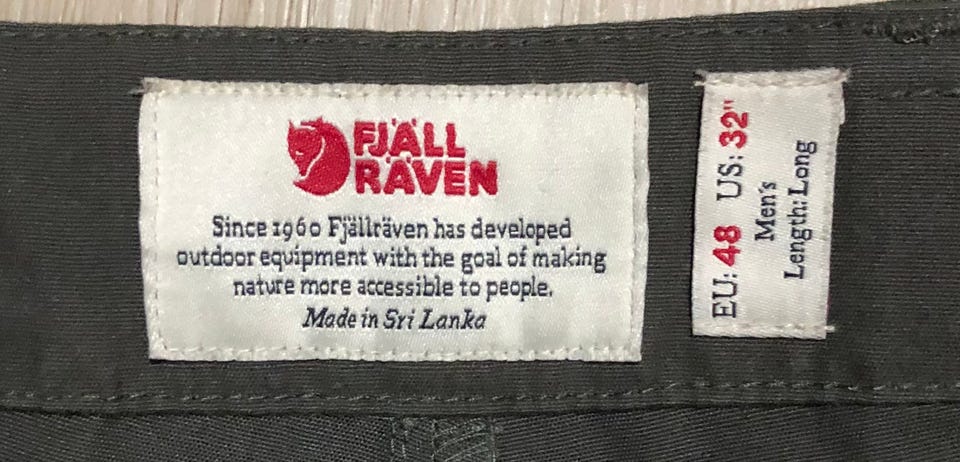 FJÄLL
RÄVEN
Since 1960 Fjällräven has developed
outdoor equipment with the goal of making
nature more accessible to people.
Made in Sri Lanka
EU: 48 US: 32"
Men's
Length: Long